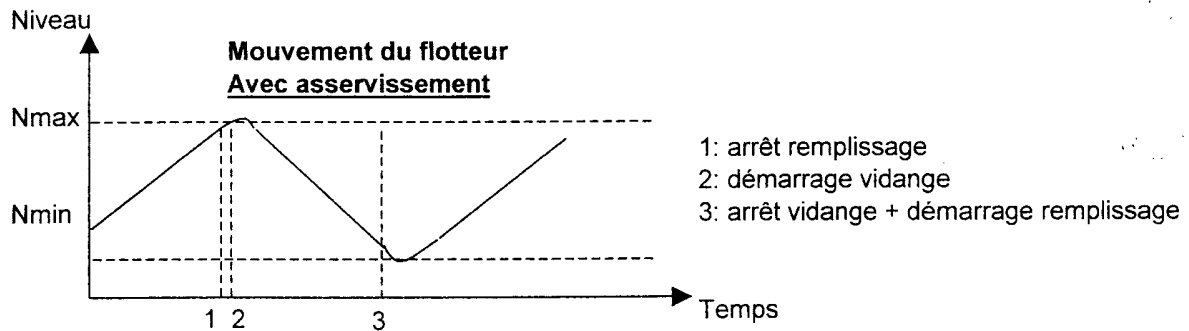 Niveau
Mouvement du flotteur
Avec asservissement
Nmax
1: arrêt remplissage
2: démarrage vidange
Nmin
3: arrêt vidange + démarrage remplissage
Temps
1 2 3